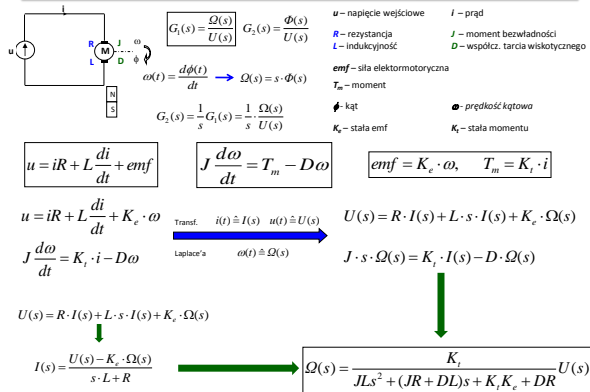 i
u
R J
M
L D
ω
ϕ
N
S
G₁(s) = Ω(s)/U(s) G₂(s) = Φ(s)/U(s)
ω(t) = dϕ(t)/dt → Ω(s) = s·Φ(s)
G₂(s) = 1/s G₁(s) = 1/s · Ω(s)/U(s)
u – napięcie wejściowe i – prąd
R – rezystancja J – moment bezwładności
L – indukcyjność D – współcz. tarcia wiskotycznego
emf – siła elektormotoryczna
Tₘ – moment
ϕ - kąt ω - prędkość kątowa
Kₑ – stała emf Kₜ – stała momentu
u = iR + L di/dt + emf
J dω/dt = Tₘ − Dω
emf = Kₑ · ω, Tₘ = Kₜ · i
u = iR + L di/dt + Kₑ · ω
J dω/dt = Kₜ · i − Dω
Transf. i(t) ≙ I(s) u(t) ≙ U(s)
Laplace'a ω(t) ≙ Ω(s)
U(s) = R · I(s) + L · s · I(s) + Kₑ · Ω(s)
J · s · Ω(s) = Kₜ · I(s) − D · Ω(s)
U(s) = R · I(s) + L · s · I(s) + Kₑ · Ω(s)
I(s) = (U(s) − Kₑ · Ω(s))/(s · L + R)
Ω(s) = Kₜ/(JLs² + (JR + DL)s + KₜKₑ + DR) U(s)